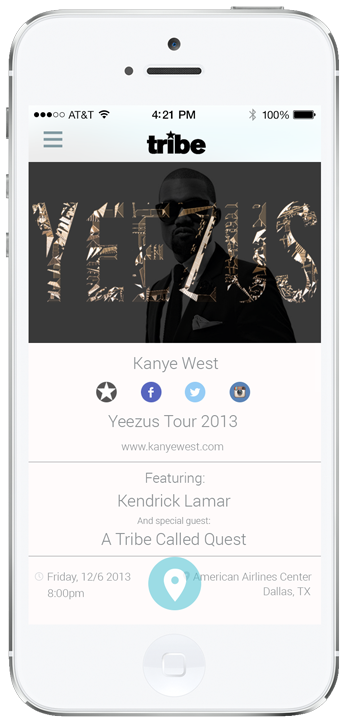 AT&T 4:21 PM 100%
tribe
YEEZUS
Kanye West
Yeezus Tour 2013
www.kanyewest.com
Featuring:
Kendrick Lamar
And special guest:
A Tribe Called Quest
Friday, 12/6 2013
8:00pm
American Airlines Center
Dallas, TX